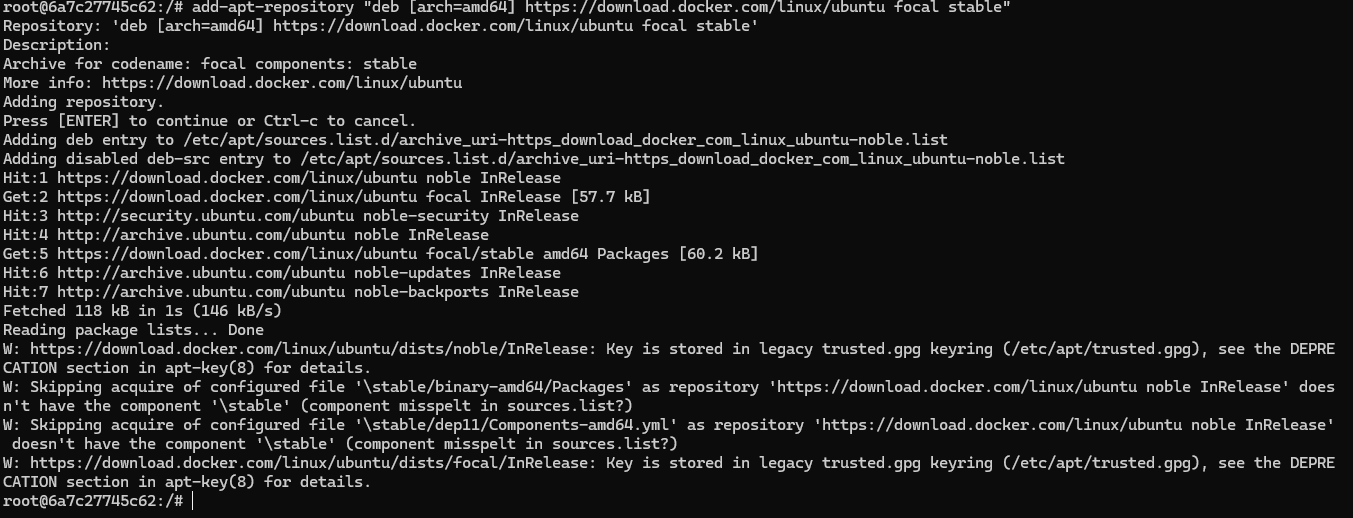 root@6a7c27745c62:/# add-apt-repository "deb [arch=amd64] https://download.docker.com/linux/ubuntu focal stable"
Repository: 'deb [arch=amd64] https://download.docker.com/linux/ubuntu focal stable'
Description:
Archive for codename: focal components: stable
More info: https://download.docker.com/linux/ubuntu
Adding repository.
Press [ENTER] to continue or Ctrl-c to cancel.
Adding deb entry to /etc/apt/sources.list.d/archive_uri-https_download_docker_com_linux_ubuntu-noble.list
Adding disabled deb-src entry to /etc/apt/sources.list.d/archive_uri-https_download_docker_com_linux_ubuntu-noble.list
Hit:1 https://download.docker.com/linux/ubuntu noble InRelease
Get:2 https://download.docker.com/linux/ubuntu focal InRelease [57.7 kB]
Hit:3 http://security.ubuntu.com/ubuntu noble-security InRelease
Hit:4 http://archive.ubuntu.com/ubuntu noble InRelease
Get:5 https://download.docker.com/linux/ubuntu focal/stable amd64 Packages [60.2 kB]
Hit:6 http://archive.ubuntu.com/ubuntu noble-updates InRelease
Hit:7 http://archive.ubuntu.com/ubuntu noble-backports InRelease
Fetched 118 kB in 1s (146 kB/s)
Reading package lists... Done
W: https://download.docker.com/linux/ubuntu/dists/noble/InRelease: Key is stored in legacy trusted.gpg keyring (/etc/apt/trusted.gpg), see the DEPRE
CATION section in apt-key(8) for details.
W: Skipping acquire of configured file '\stable/binary-amd64/Packages' as repository 'https://download.docker.com/linux/ubuntu noble InRelease' does
n't have the component '\stable' (component misspelt in sources.list?)
W: Skipping acquire of configured file '\stable/dep11/Components-amd64.yml' as repository 'https://download.docker.com/linux/ubuntu noble InRelease'
 doesn't have the component '\stable' (component misspelt in sources.list?)
W: https://download.docker.com/linux/ubuntu/dists/focal/InRelease: Key is stored in legacy trusted.gpg keyring (/etc/apt/trusted.gpg), see the DEPRE
CATION section in apt-key(8) for details.
root@6a7c27745c62:/#